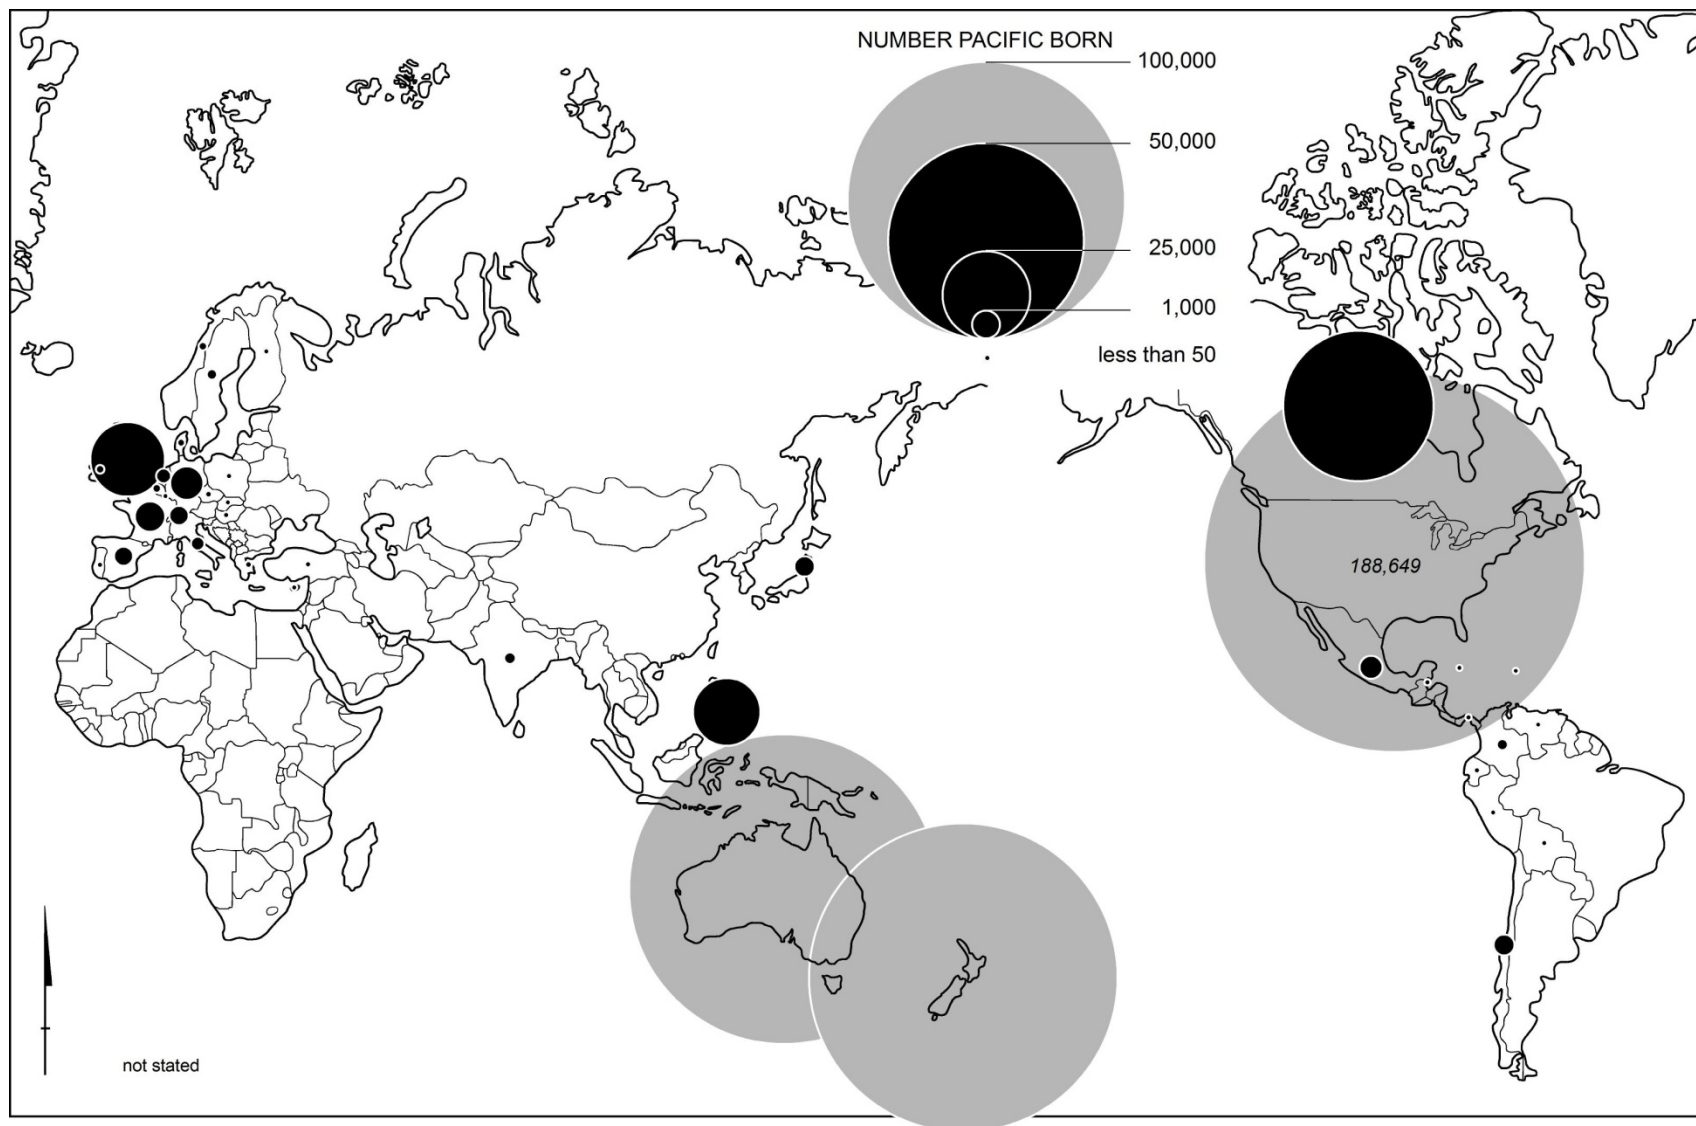 NUMBER PACIFIC BORN
100,000
50,000
25,000
1,000
less than 50
188,649
not stated